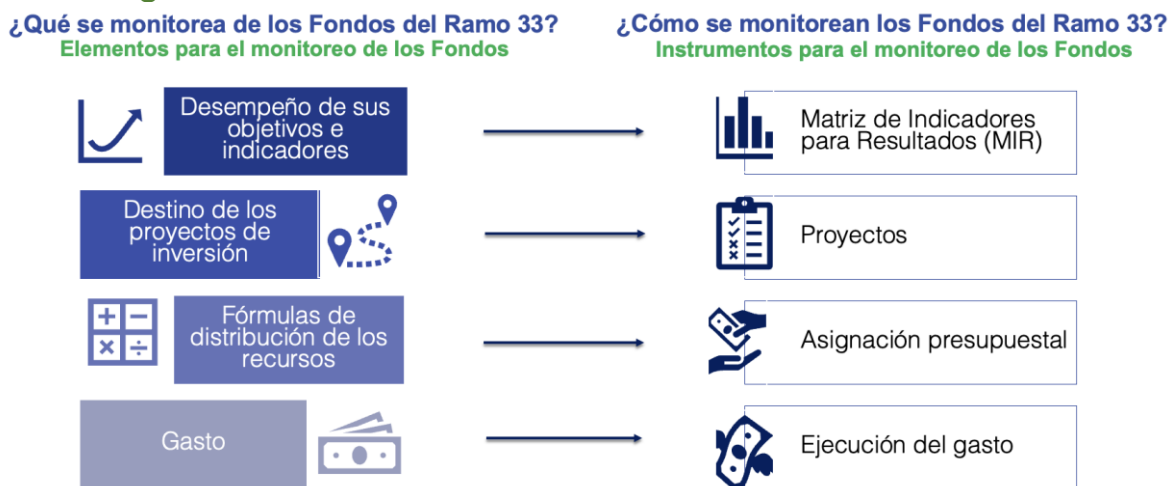 ¿Qué se monitorea de los Fondos del Ramo 33?
Elementos para el monitoreo de los Fondos
¿Cómo se monitorean los Fondos del Ramo 33?
Instrumentos para el monitoreo de los Fondos
Desempeño de sus
objetivos e
indicadores
Matriz de Indicadores
para Resultados (MIR)
Destino de los
proyectos de
inversión
Proyectos
Fórmulas de
distribución de los
recursos
Asignación presupuestal
Gasto
Ejecución del gasto